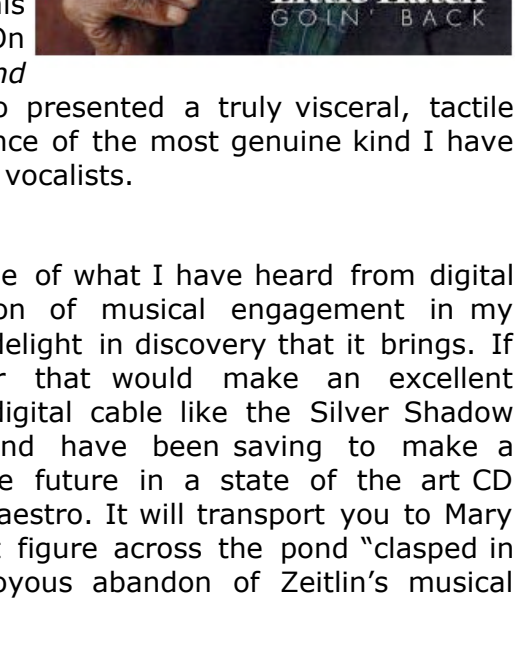 his
On
GOIN' BACK
nd
o presented a truly visceral, tactile
nce of the most genuine kind I have
vocalists.
e of what I have heard from digital
on of musical engagement in my
delight in discovery that it brings. If
r that would make an excellent
digital cable like the Silver Shadow
nd have been saving to make a
e future in a state of the art CD
aestro. It will transport you to Mary
t figure across the pond “clasped in
oyous abandon of Zeitlin’s musical